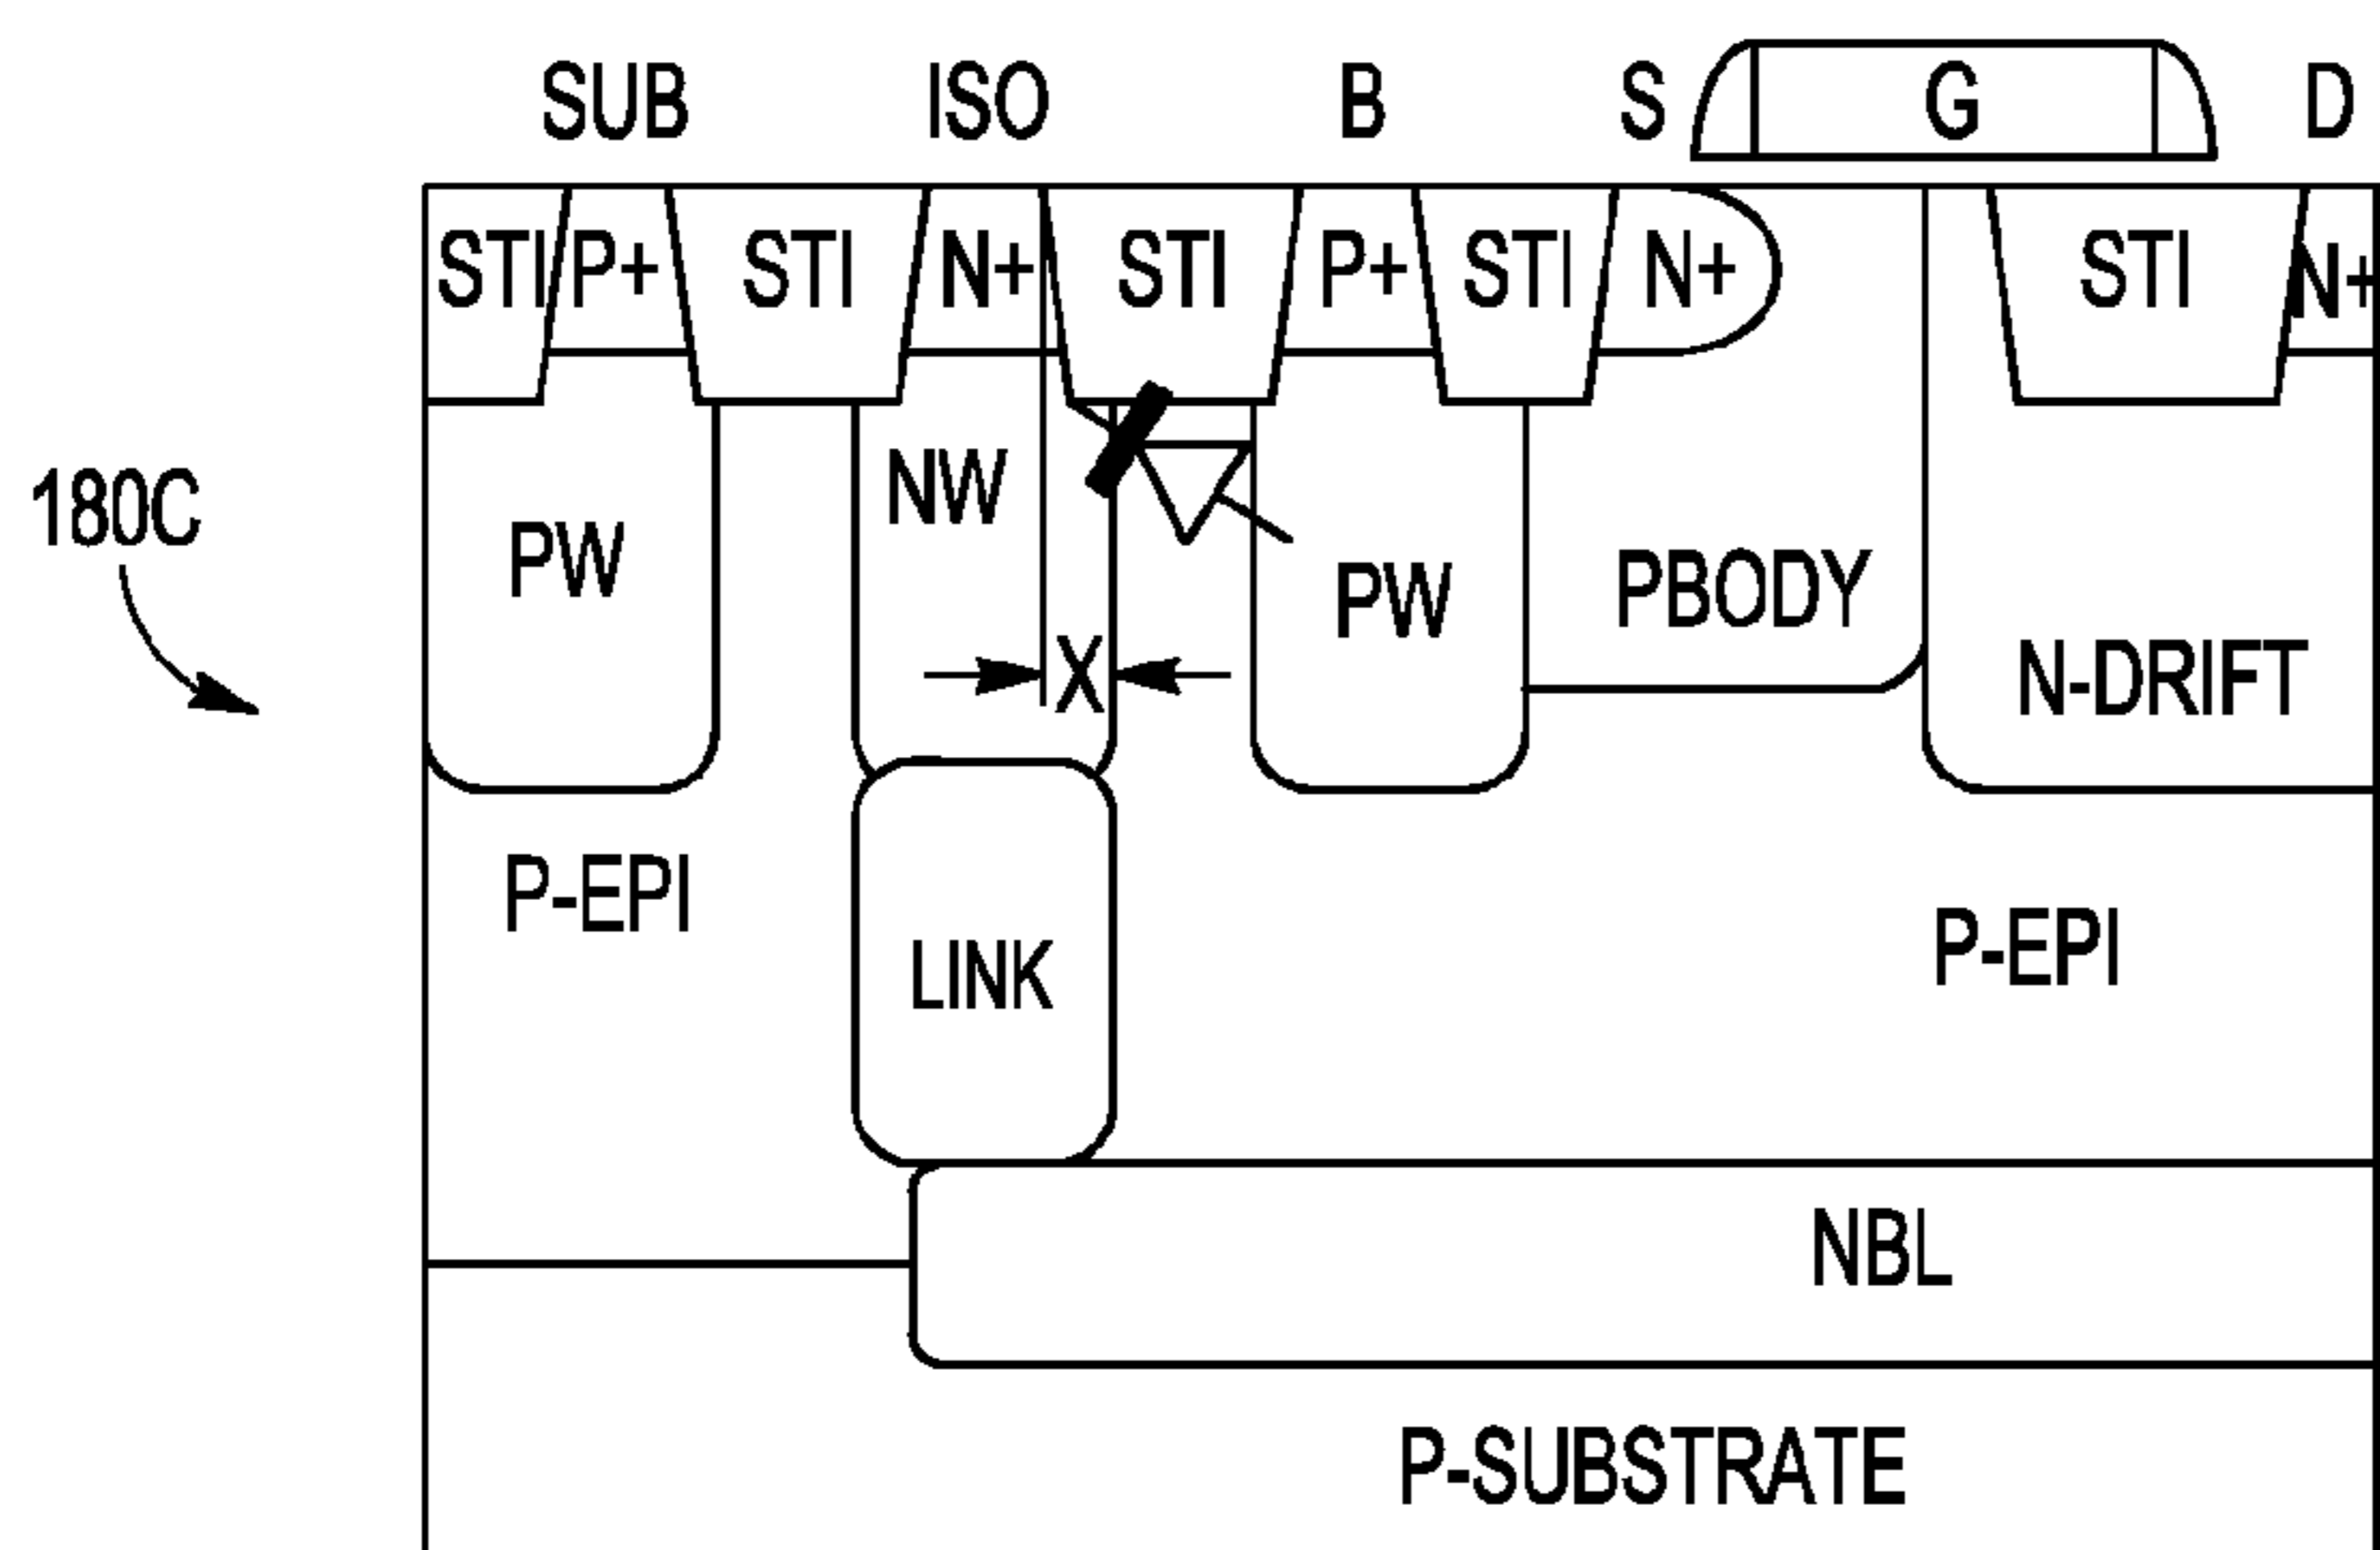 SUB ISO B S G D
STI P+ STI N+ STI P+ STI N+ STI N+
180C
NW
PW
PW
PBODY
X
N-DRIFT
P-EPI
P-EPI
LINK
NBL
P-SUBSTRATE